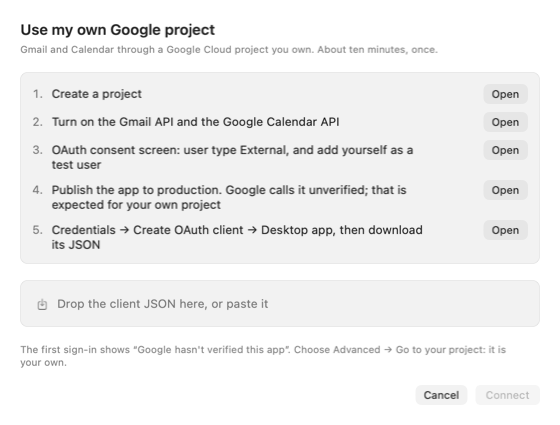 Use my own Google project
Gmail and Calendar through a Google Cloud project you own. About ten minutes, once.
1. Create a project Open
2. Turn on the Gmail API and the Google Calendar API Open
3. OAuth consent screen: user type External, and add yourself as a Open
test user
4. Publish the app to production. Google calls it unverified; that is Open
expected for your own project
5. Credentials → Create OAuth client → Desktop app, then download Open
its JSON
Drop the client JSON here, or paste it
The first sign-in shows “Google hasn't verified this app”. Choose Advanced → Go to your project: it is
your own.
Cancel Connect